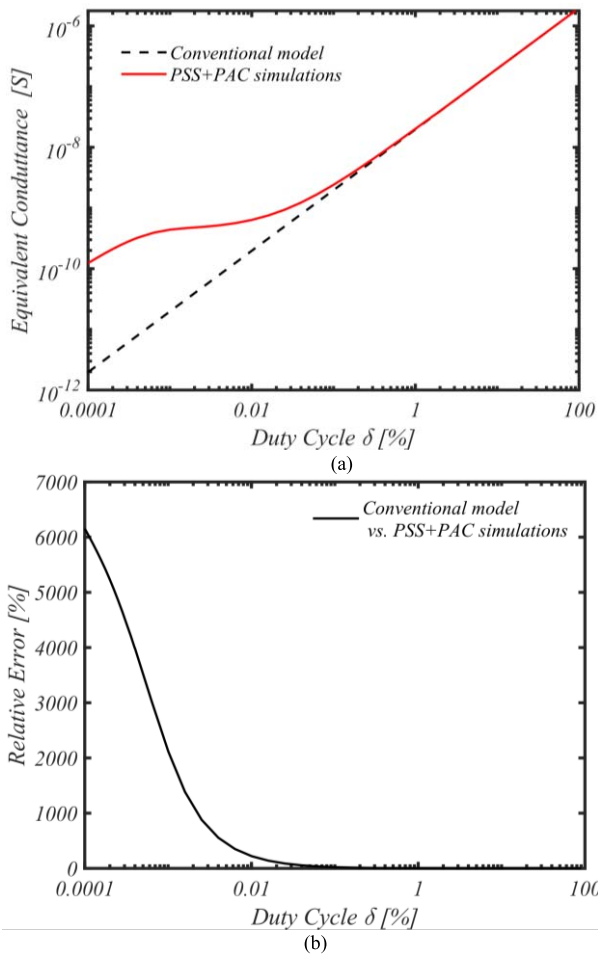 10-6
Conventional model
PSS+PAC simulations
Equivalent Conduttance [S]
10-8
10-10
10-12
0.0001
0.01
1
100
Duty Cycle δ [%]
(a)
7000
Conventional model
vs. PSS+PAC simulations
6000
5000
Relative Error [%]
4000
3000
2000
1000
0
0.0001
0.01
1
100
Duty Cycle δ [%]
(b)